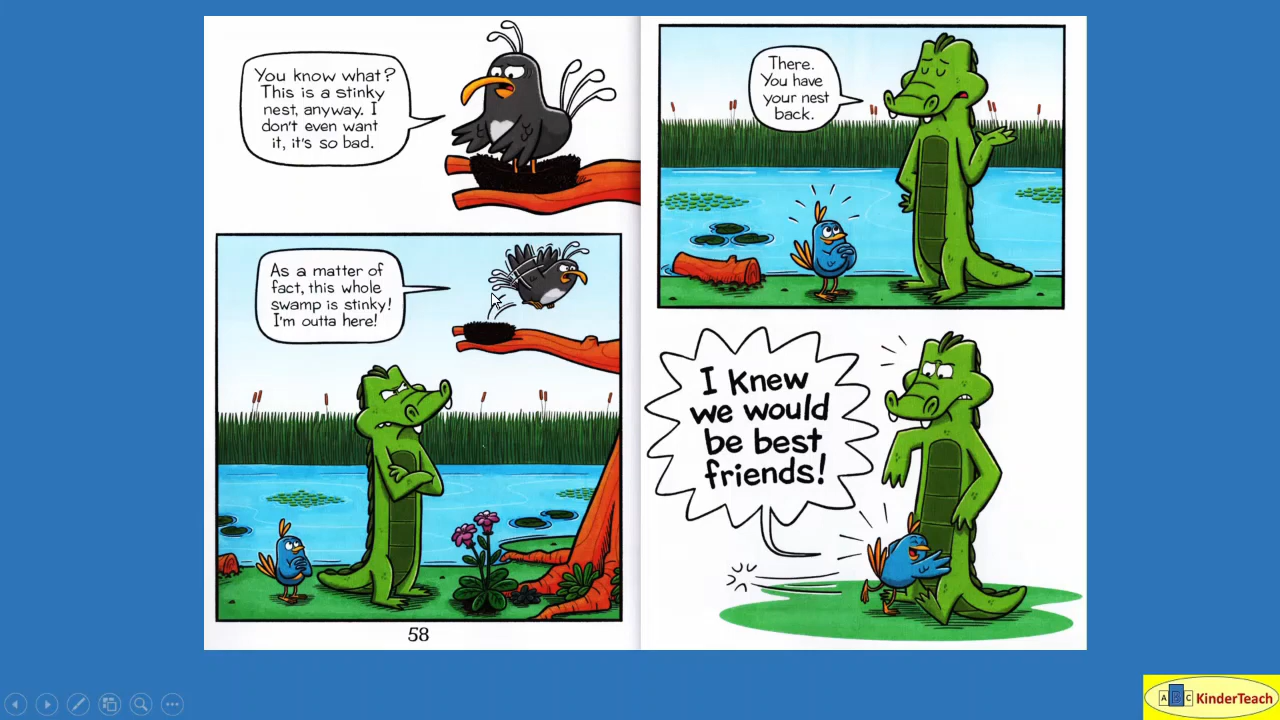 You know what?
This is a stinky
nest, anyway. I
don't even want
it, it's so bad.
As a matter of
fact, this whole
swamp is stinky!
I'm outta here!
58
There.
You have
your nest
back.
I knew
we would
be best
friends!
ABC KinderTeach